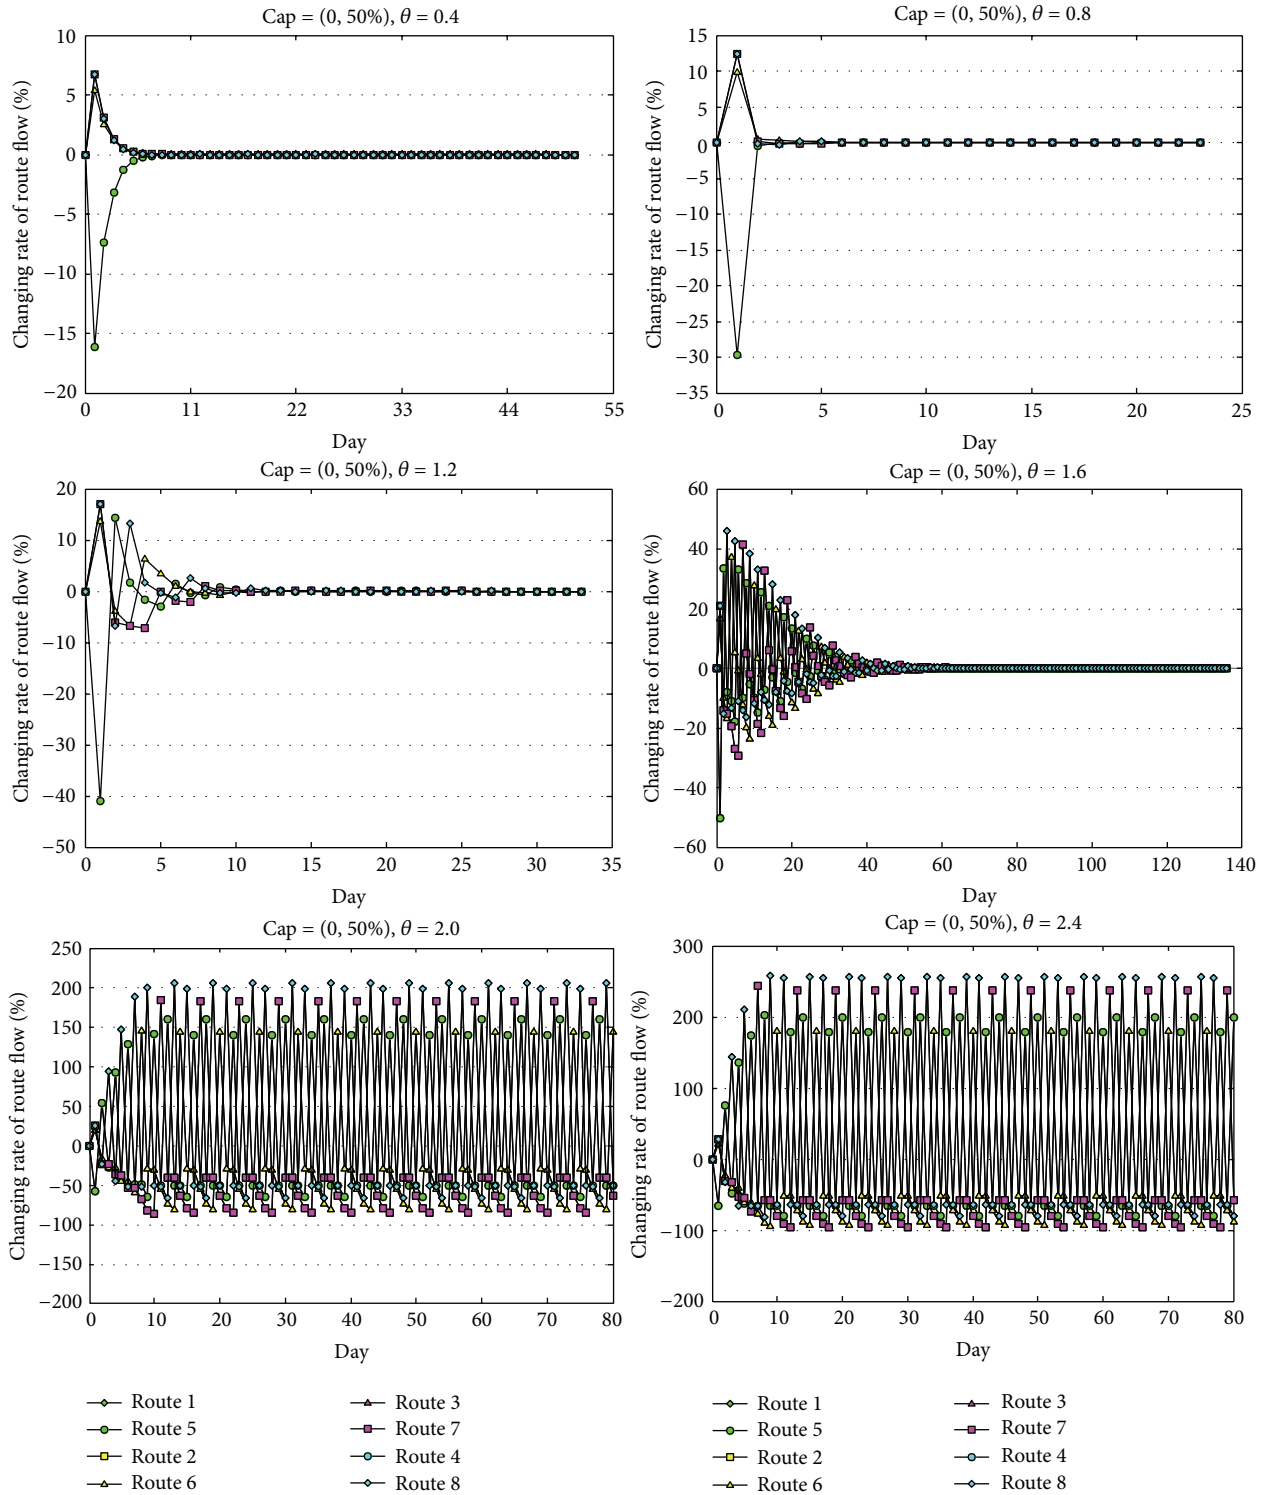 Cap = (0, 50%), θ = 0.4
Changing rate of route flow (%)
10
5
0
−5
−10
−15
−20
0 11 22 33 44 55
Day
Cap = (0, 50%), θ = 0.8
Changing rate of route flow (%)
15
10
5
0
−5
−10
−15
−20
−25
−30
−35
0 5 10 15 20 25
Day
Cap = (0, 50%), θ = 1.2
Changing rate of route flow (%)
20
10
0
−10
−20
−30
−40
−50
0 5 10 15 20 25 30 35
Day
Cap = (0, 50%), θ = 1.6
Changing rate of route flow (%)
60
40
20
0
−20
−40
−60
0 20 40 60 80 100 120 140
Day
Cap = (0, 50%), θ = 2.0
Changing rate of route flow (%)
250
200
150
100
50
0
−50
−100
−150
−200
0 10 20 30 40 50 60 70 80
Day
Cap = (0, 50%), θ = 2.4
Changing rate of route flow (%)
300
200
100
0
−100
−200
0 10 20 30 40 50 60 70 80
Day
Route 1
Route 5
Route 2
Route 6
Route 3
Route 7
Route 4
Route 8
Route 1
Route 5
Route 2
Route 6
Route 3
Route 7
Route 4
Route 8